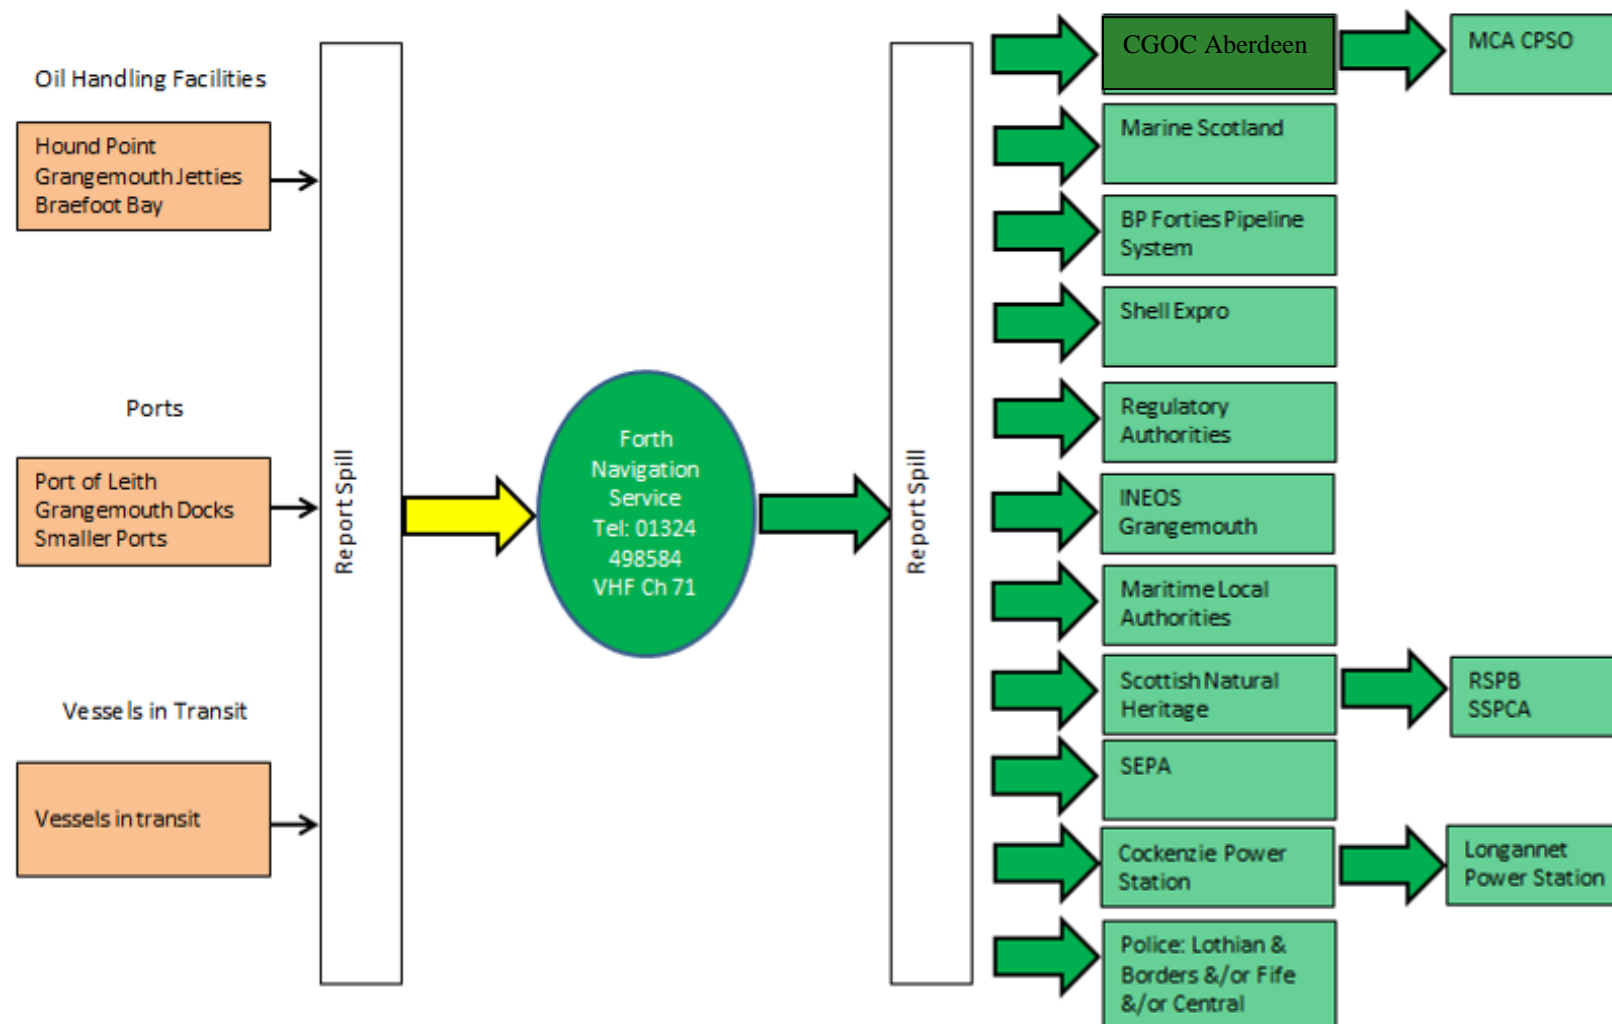 Oil Handling Facilities
Hound Point
Grangemouth Jetties
Braefoot Bay
Ports
Port of Leith
Grangemouth Docks
Smaller Ports
Vessels in Transit
Vessels in transit
Report Spill
Forth
Navigation
Service
Tel: 01324
498584
VHF Ch 71
Report Spill
CGOC Aberdeen
MCA CPSO
Marine Scotland
BP Forties Pipeline
System
Shell Expro
Regulatory
Authorities
INEOS
Grangemouth
Maritime Local
Authorities
Scottish Natural
Heritage
RSPB
SSPCA
SEPA
Cockenzie Power
Station
Longannet
Power Station
Police: Lothian &
Borders &/or Fife
&/or Central